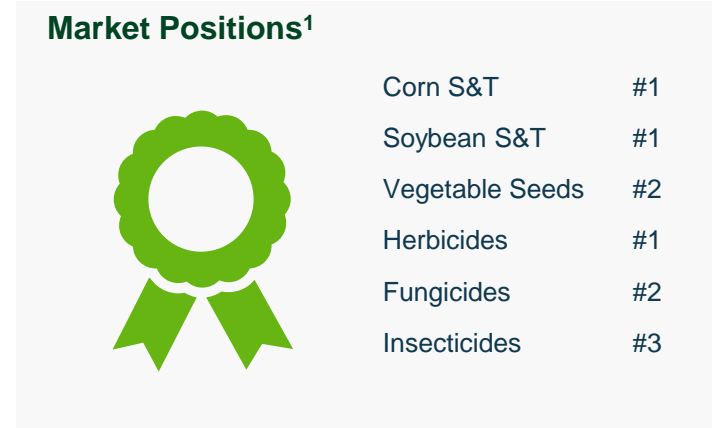 Market Positions¹
Corn S&T #1
Soybean S&T #1
Vegetable Seeds #2
Herbicides #1
Fungicides #2
Insecticides #3